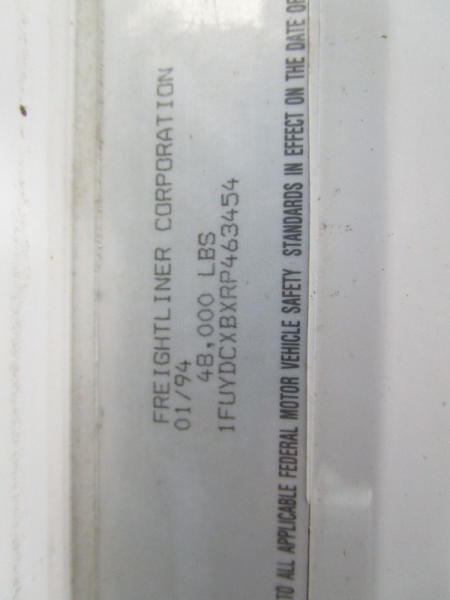 FREIGHTLINER CORPORATION
01/94
48,000 LBS
1FUYDCXBXRP463454
TO ALL APPLICABLE FEDERAL MOTOR VEHICLE SAFETY STANDARDS IN EFFECT ON THE DATE OF